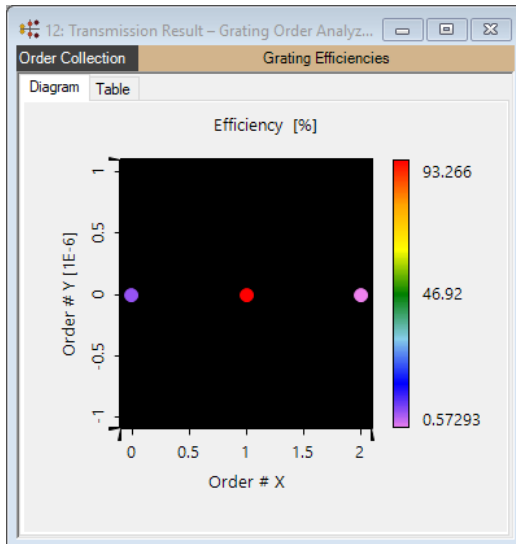 12: Transmission Result – Grating Order Analyz...
Order Collection Grating Efficiencies
Diagram Table
Efficiency [%]
93.266
46.92
0.57293
Order # Y [1E-6]
1
0.5
0
-0.5
-1
0 0.5 1 1.5 2
Order # X